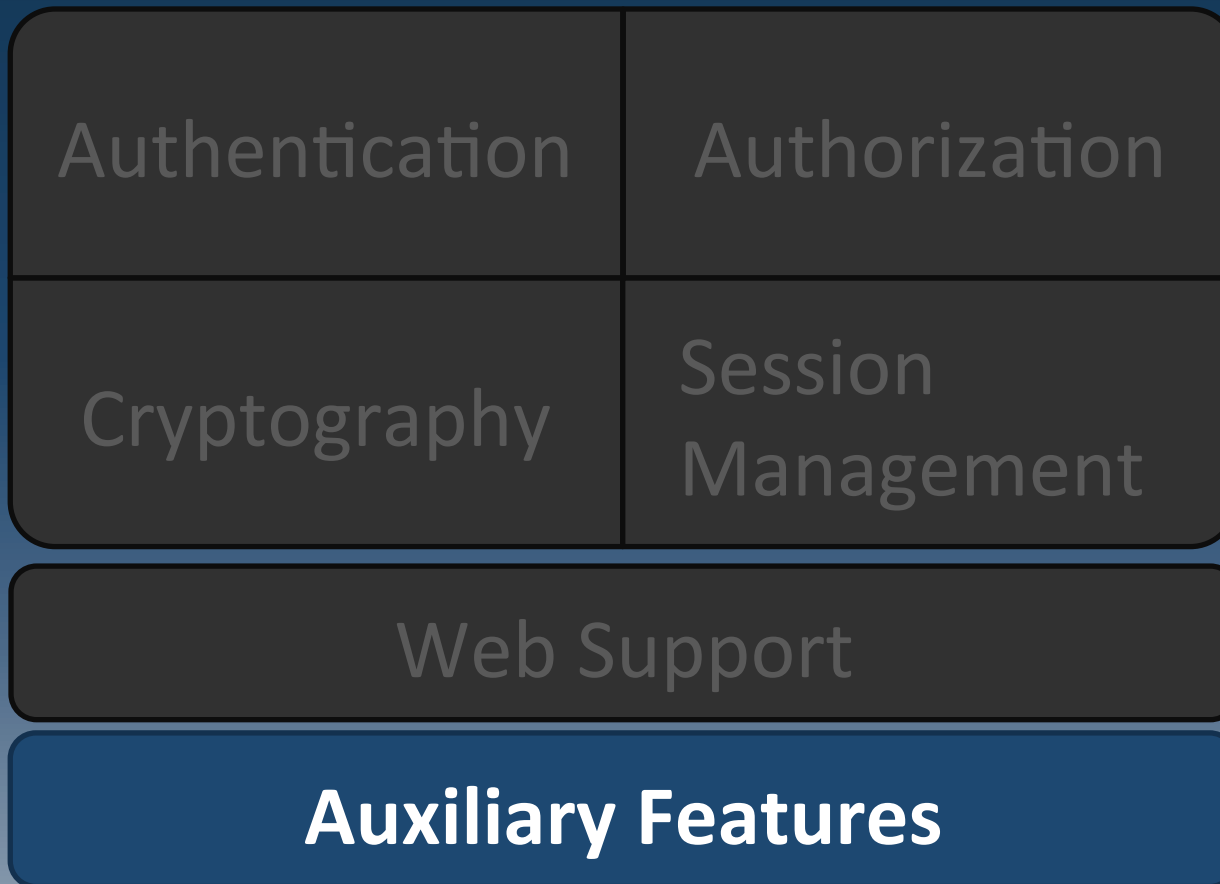 Authentication
Authorization
Cryptography
Session
Management
Web Support
Auxiliary Features